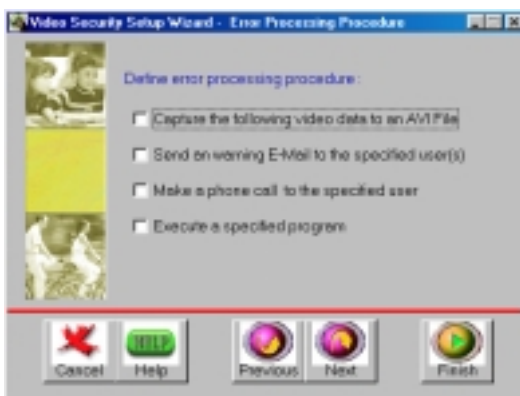 Video Security Setup Wizard - Error Processing Procedure
Define error processing procedure :
Capture the following video data to an AVI File
Send an warning E-Mail to the specified user(s)
Make a phone call to the specified user
Execute a specified program
HELP
Cancel Help Previous Next Finish